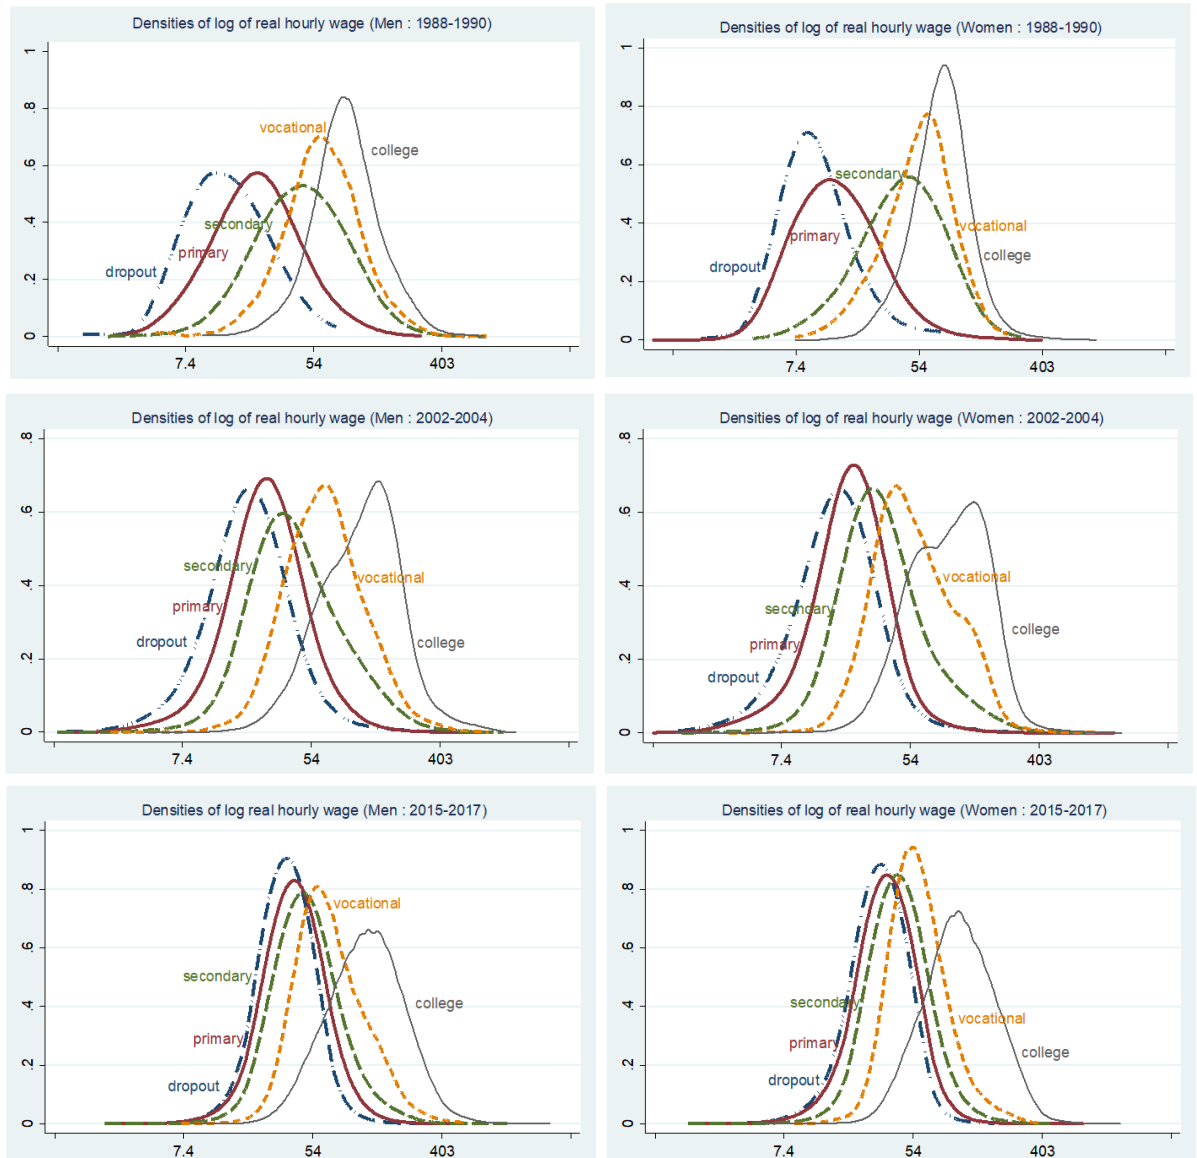 Densities of log of real hourly wage (Men : 1988-1990)
1
.8
.6
.4
.2
0
vocational
college
secondary
primary
dropout
7.4 54 403
Densities of log of real hourly wage (Women : 1988-1990)
1
.8
.6
.4
.2
0
secondary
vocational
primary
college
dropout
7.4 54 403
Densities of log of real hourly wage (Men : 2002-2004)
.8
.6
.4
.2
0
secondary
vocational
primary
dropout
college
7.4 54 403
Densities of log of real hourly wage (Women : 2002-2004)
.8
.6
.4
.2
0
vocational
secondary
college
primary
dropout
7.4 54 403
Densities of log real hourly wage (Men : 2015-2017)
1
.8
.6
.4
.2
0
vocational
secondary
college
primary
dropout
7.4 54 403
Densities of log real hourly wage (Women : 2015-2017)
1
.8
.6
.4
.2
0
secondary
vocational
primary
college
dropout
7.4 54 403